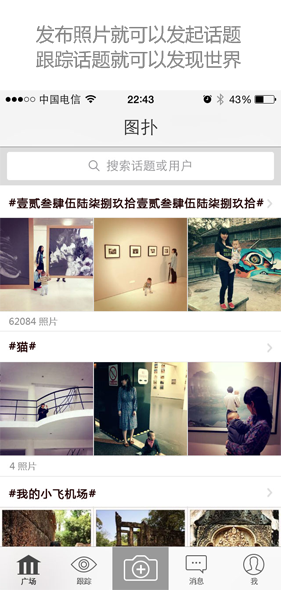 发布照片就可以发起话题
跟踪话题就可以发现世界
中国电信 22:43 43%
图扑
搜索话题或用户
#壹贰叁肆伍陆柒捌玖拾壹贰叁肆伍陆柒捌玖拾#
62084 照片
#猫#
4 照片
#我的小飞机场#
广场 跟踪 消息 我